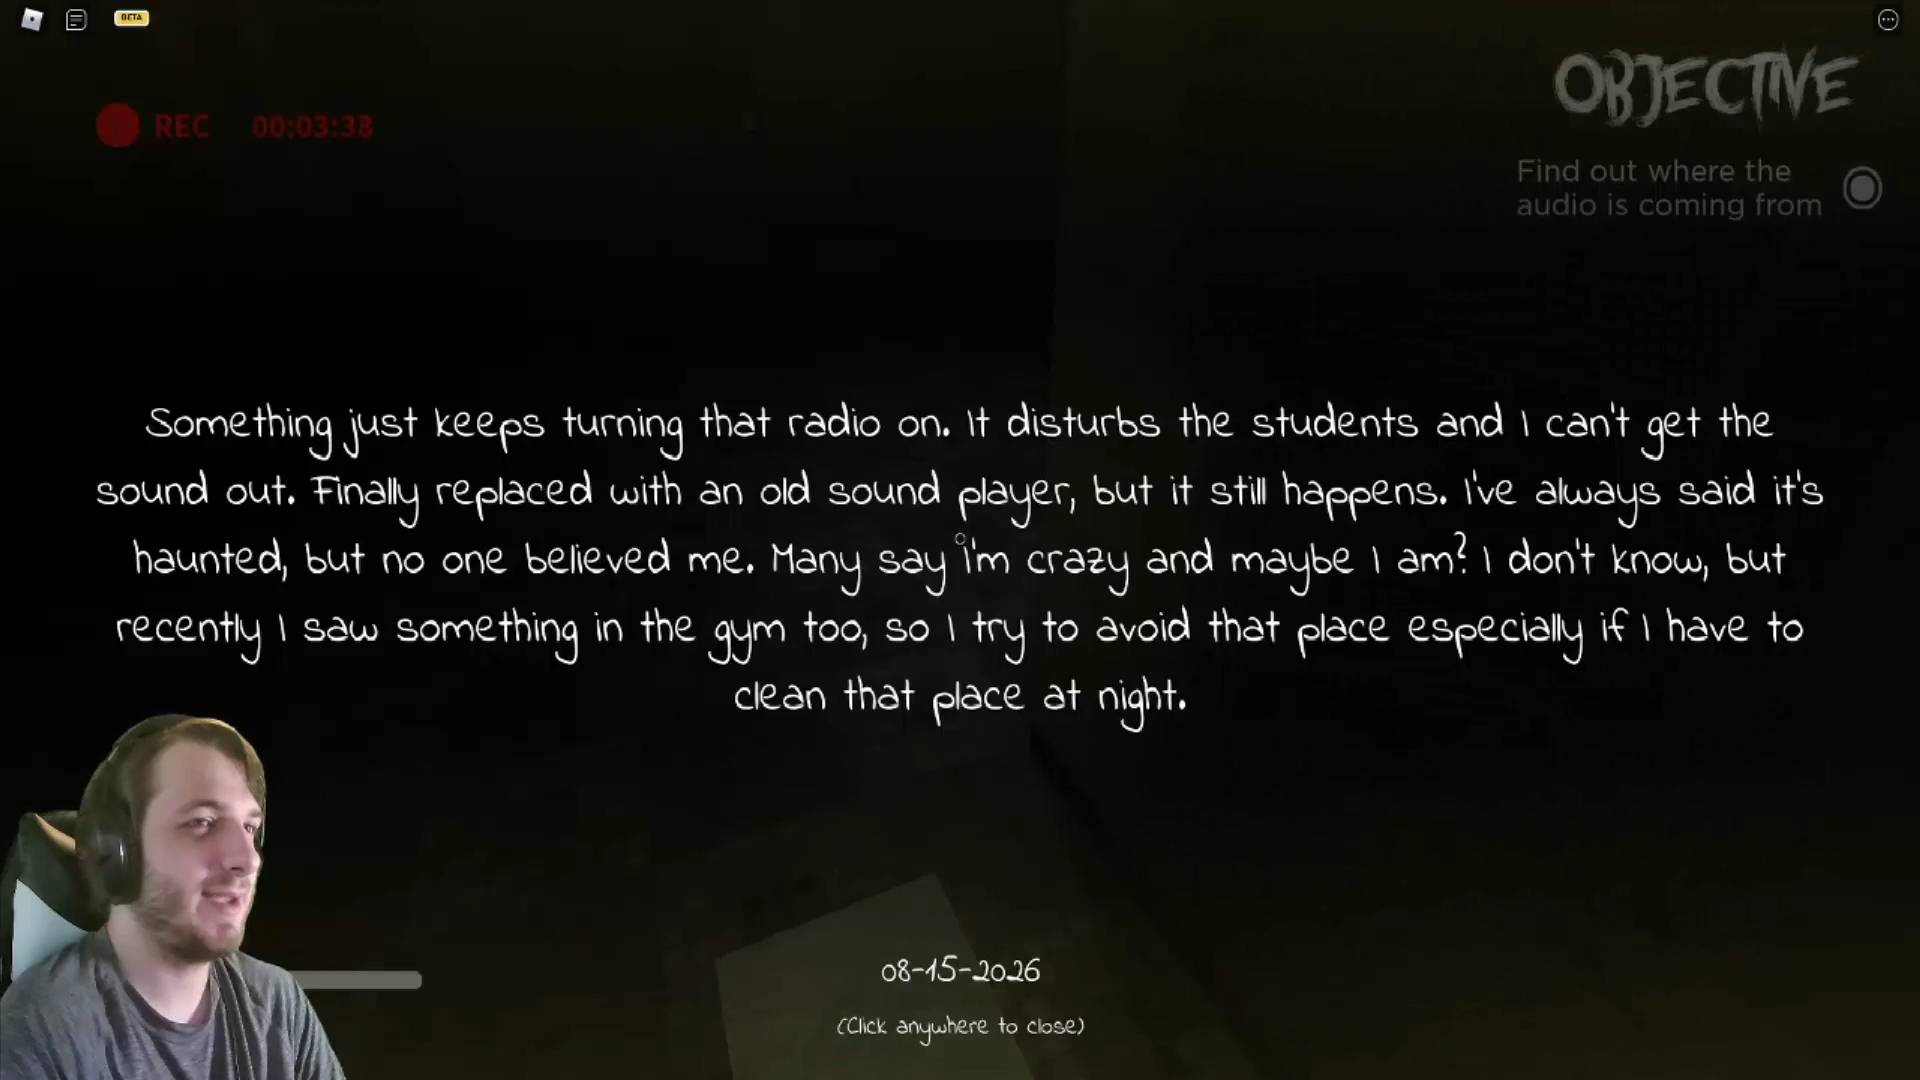 BETA
REC 00:03:38
OBJECTIVE
Find out where the
audio is coming from
Something just keeps turning that radio on. It disturbs the students and I can't get the
sound out. Finally replaced with an old sound player, but it still happens. I've always said it's
haunted, but no one believed me. Many say i'm crazy and maybe I am? I don't know, but
recently I saw something in the gym too, so I try to avoid that place especially if I have to
clean that place at night.
08-15-2026
(Click anywhere to close)